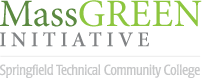 MassGREEN
INITIATIVE
Springfield Technical Community College